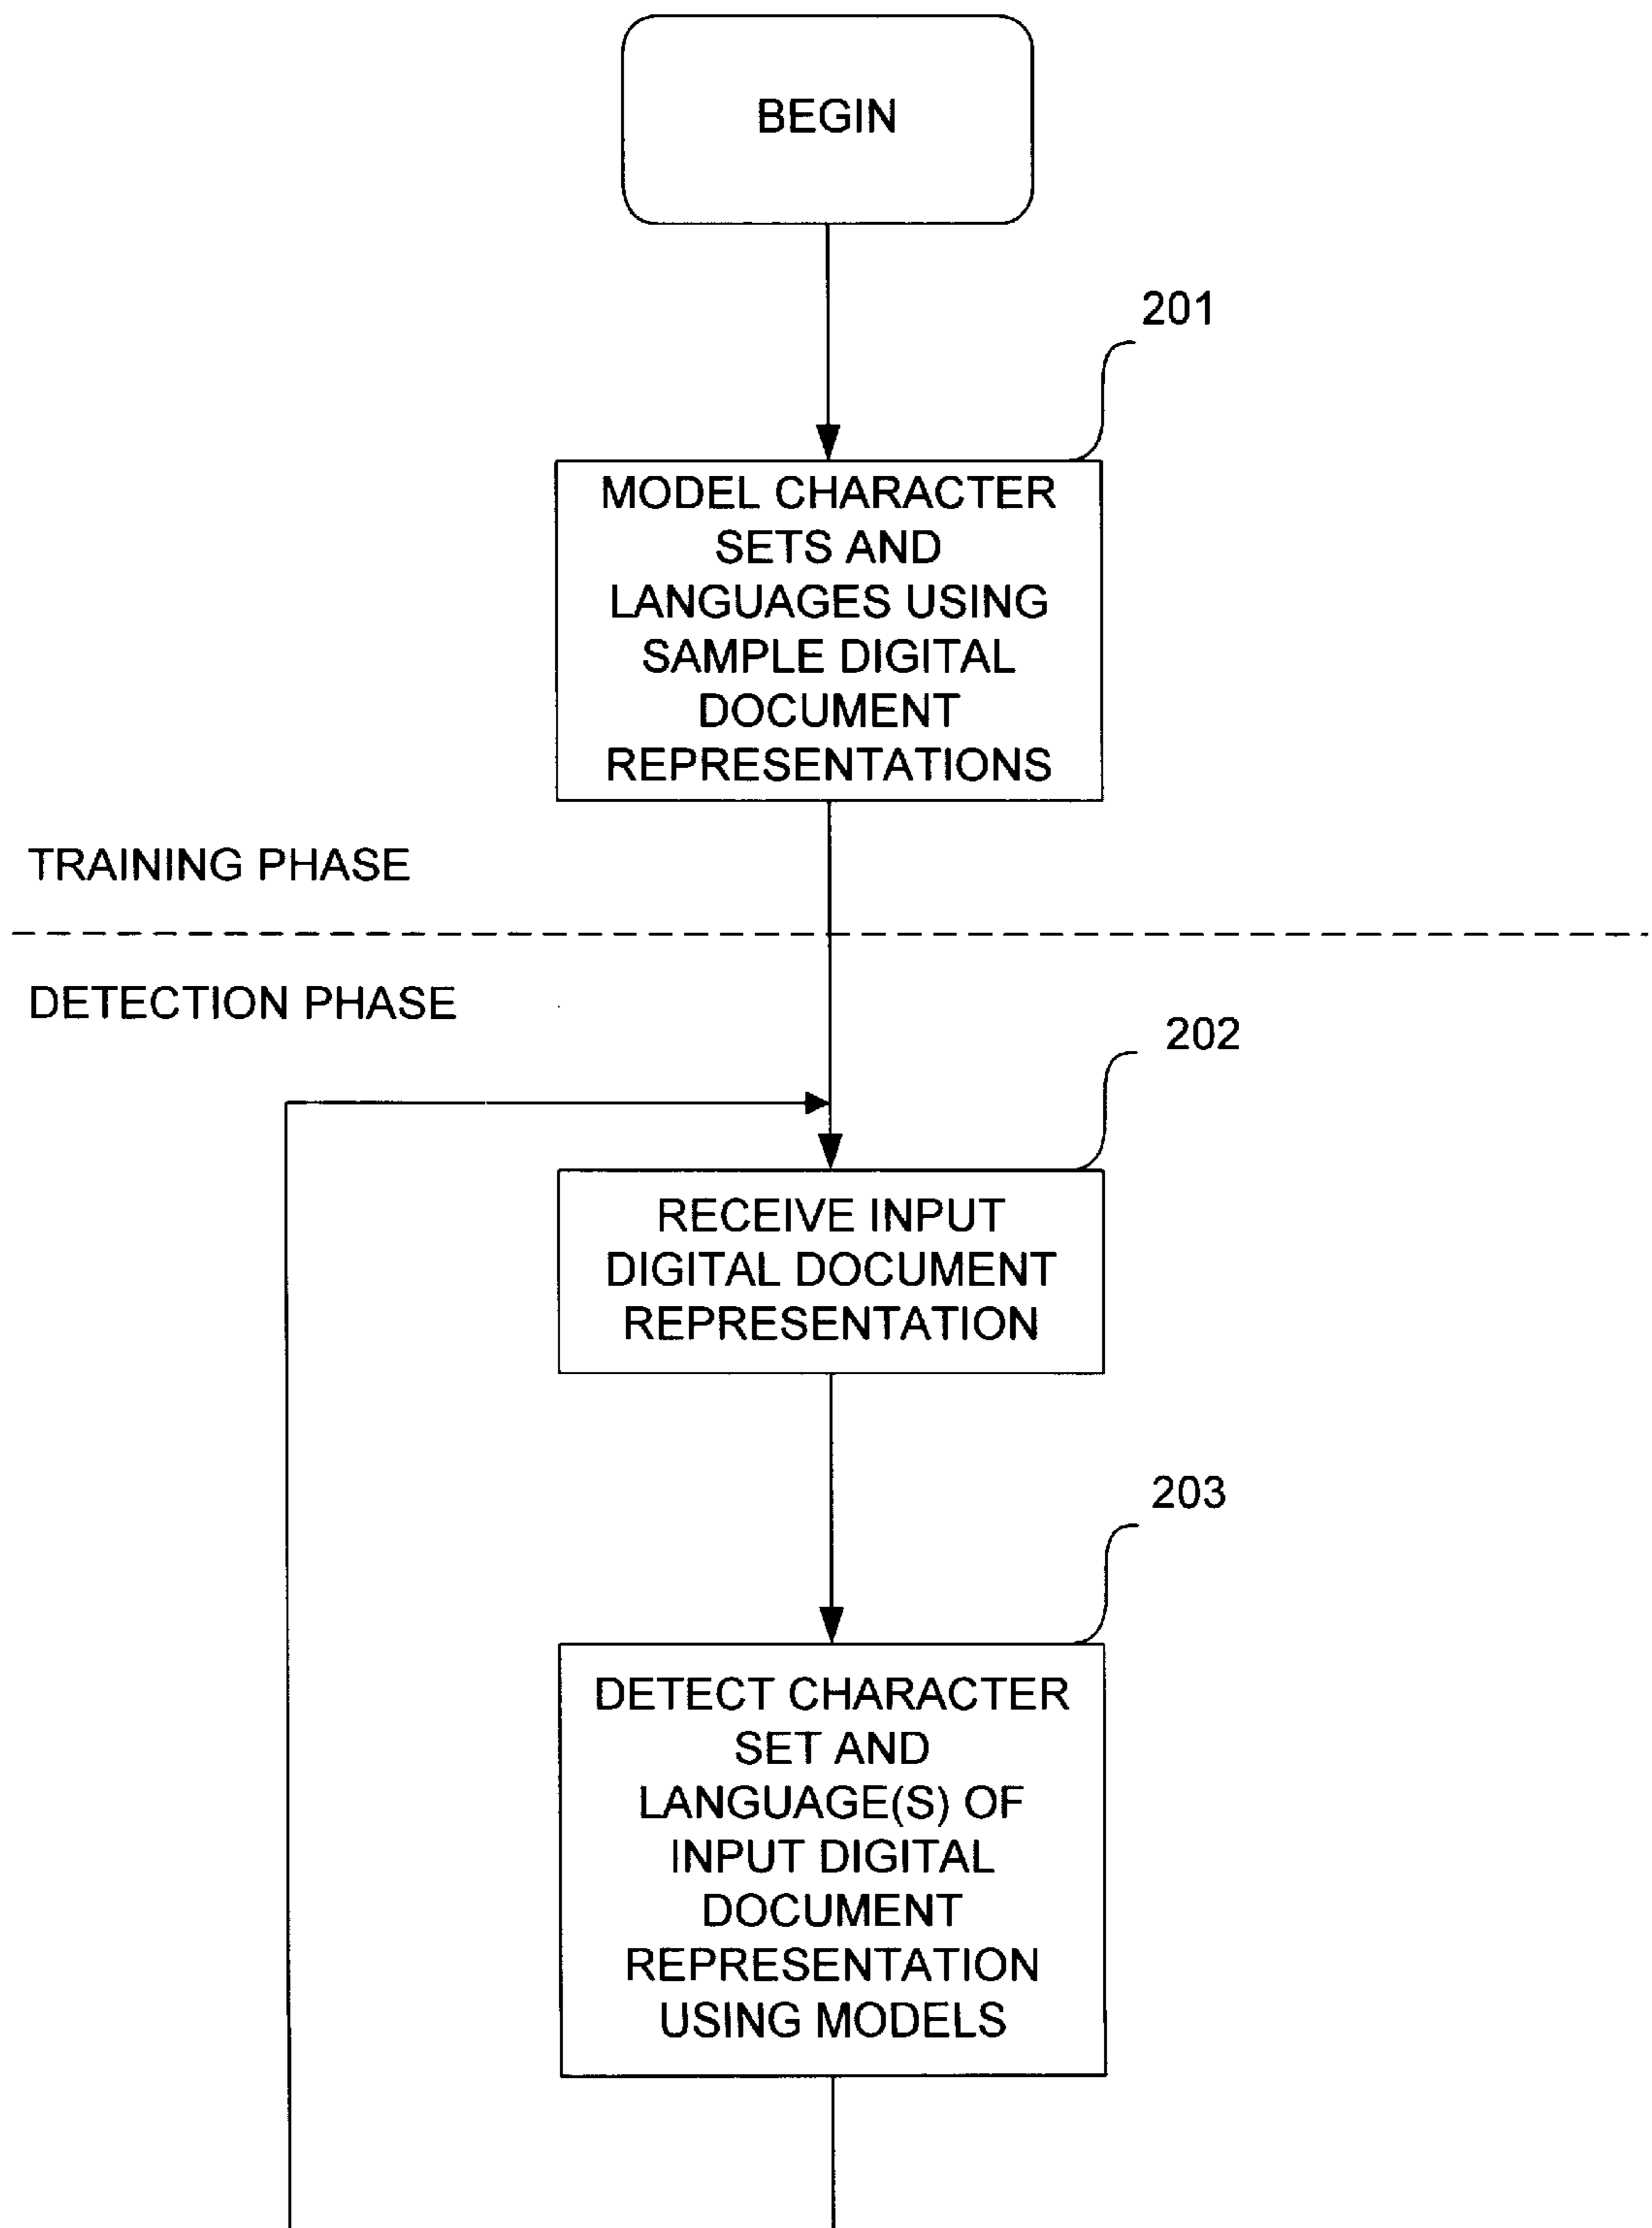 BEGIN
201
MODEL CHARACTER
SETS AND
LANGUAGES USING
SAMPLE DIGITAL
DOCUMENT
REPRESENTATIONS
TRAINING PHASE
DETECTION PHASE
202
RECEIVE INPUT
DIGITAL DOCUMENT
REPRESENTATION
203
DETECT CHARACTER
SET AND
LANGUAGE(S) OF
INPUT DIGITAL
DOCUMENT
REPRESENTATION
USING MODELS